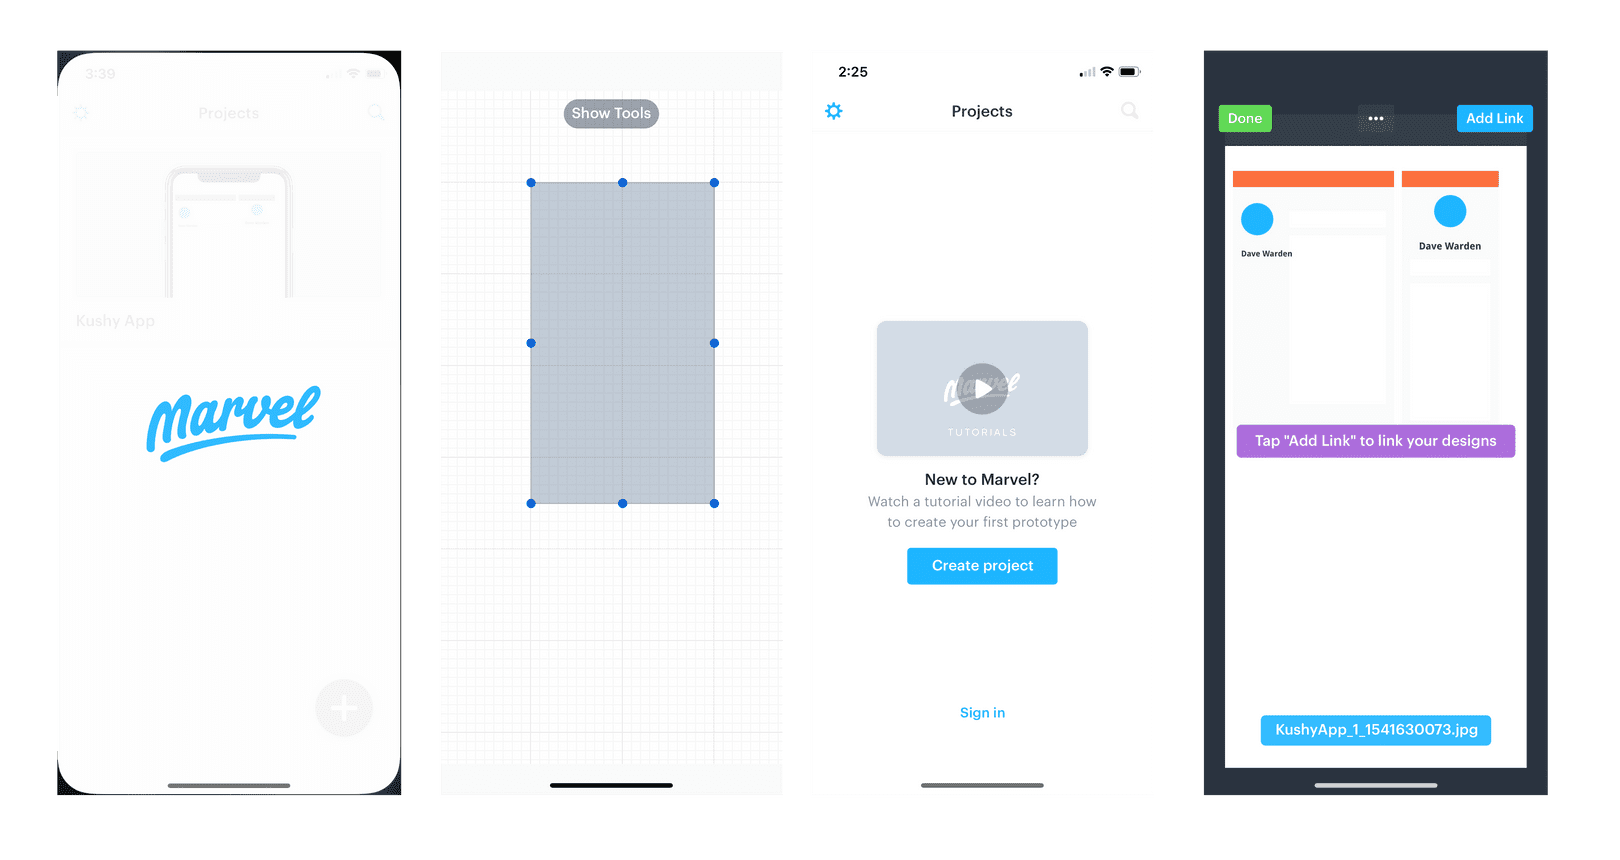 3:39
Projects
Kushy App
Marvel
Show Tools
2:25
Projects
Marvel
TUTORIALS
New to Marvel?
Watch a tutorial video to learn how
to create your first prototype
Create project
Sign in
Done
Add Link
Dave Warden
Dave Warden
Tap "Add Link" to link your designs
KushyApp_1_1541630073.jpg